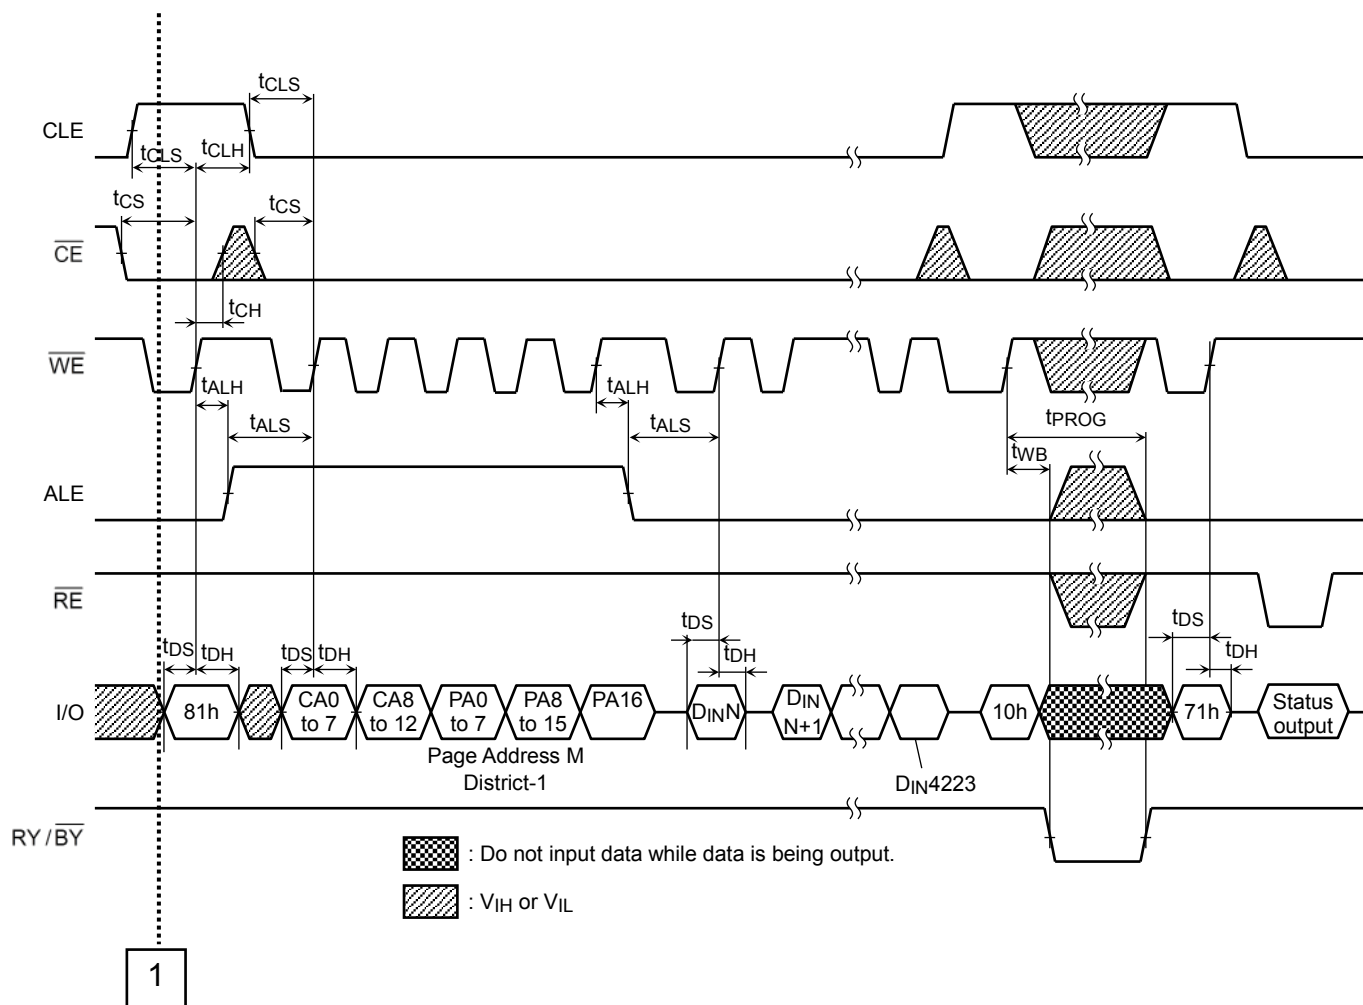 tCLS
CLE
tCLS tCLH
tCS tCS
CE
tCH
WE
tALH tALH
tALS tALS tPROG
tWB
ALE
RE
tDS tDH tDS tDH tDS tDH tDS tDH
I/O
81h
CA0 to 7
CA8 to 12
PA0 to 7
PA8 to 15
PA16
DINN
DIN N+1
10h
71h
Status output
Page Address M
District-1
DIN4223
RY / BY
: Do not input data while data is being output.
: VIH or VIL
1